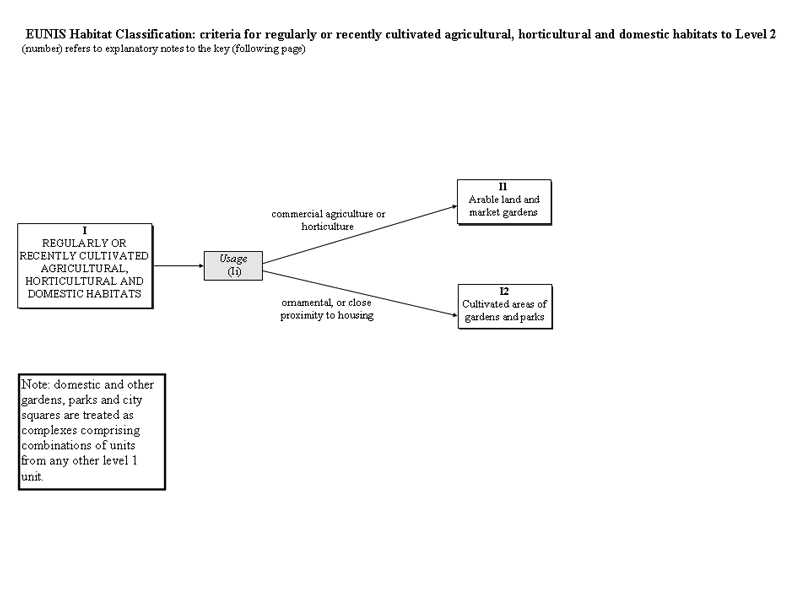 EUNIS Habitat Classification: criteria for regularly or recently cultivated agricultural, horticultural and domestic habitats to Level 2
(number) refers to explanatory notes to the key (following page)
I1
Arable land and
market gardens
commercial agriculture or
horticulture
I
REGULARLY OR
RECENTLY CULTIVATED
AGRICULTURAL,
HORTICULTURAL AND
DOMESTIC HABITATS
Usage
(Ii)
I2
Cultivated areas of
gardens and parks
ornamental, or close
proximity to housing
Note: domestic and other
gardens, parks and city
squares are treated as
complexes comprising
combinations of units
from any other level 1
unit.